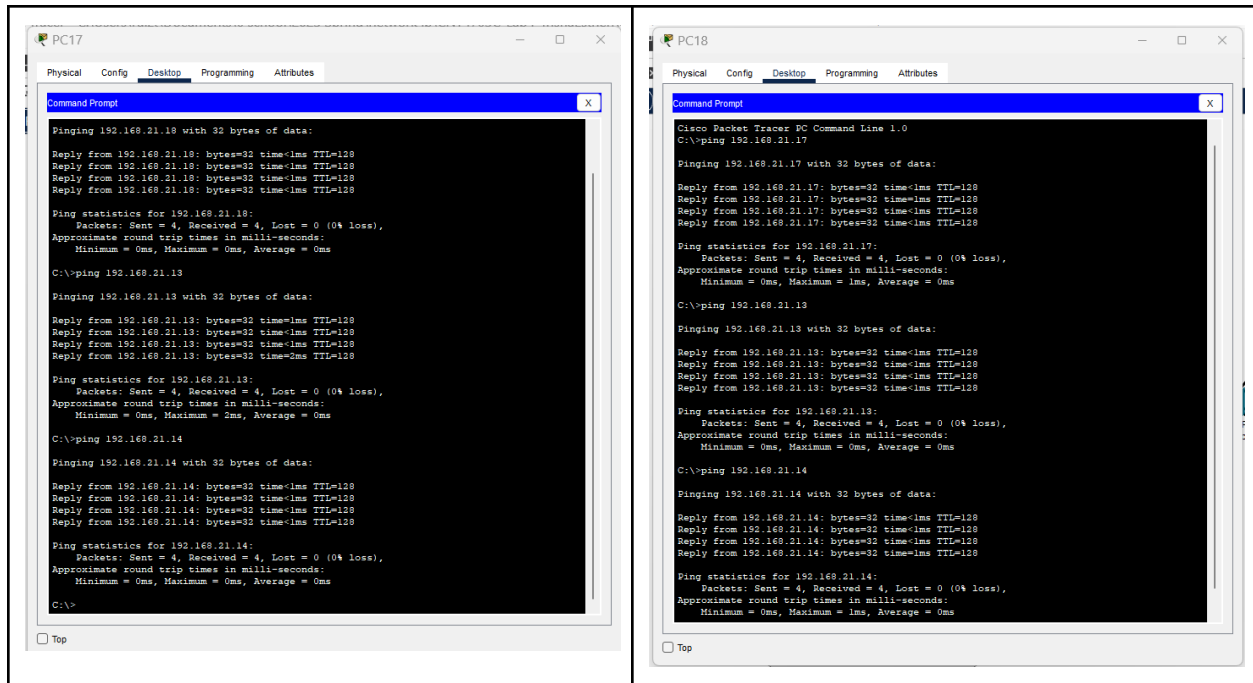 PC17
Physical Config Desktop Programming Attributes
Command Prompt
X
Pinging 192.168.21.18 with 32 bytes of data:
Reply from 192.168.21.18: bytes=32 time<1ms TTL=128
Reply from 192.168.21.18: bytes=32 time<1ms TTL=128
Reply from 192.168.21.18: bytes=32 time<1ms TTL=128
Reply from 192.168.21.18: bytes=32 time<1ms TTL=128
Ping statistics for 192.168.21.18:
Packets: Sent = 4, Received = 4, Lost = 0 (0% loss),
Approximate round trip times in milli-seconds:
Minimum = 0ms, Maximum = 0ms, Average = 0ms
C:\>ping 192.168.21.13
Pinging 192.168.21.13 with 32 bytes of data:
Reply from 192.168.21.13: bytes=32 time=1ms TTL=128
Reply from 192.168.21.13: bytes=32 time<1ms TTL=128
Reply from 192.168.21.13: bytes=32 time<1ms TTL=128
Reply from 192.168.21.13: bytes=32 time=2ms TTL=128
Ping statistics for 192.168.21.13:
Packets: Sent = 4, Received = 4, Lost = 0 (0% loss),
Approximate round trip times in milli-seconds:
Minimum = 0ms, Maximum = 2ms, Average = 0ms
C:\>ping 192.168.21.14
Pinging 192.168.21.14 with 32 bytes of data:
Reply from 192.168.21.14: bytes=32 time<1ms TTL=128
Reply from 192.168.21.14: bytes=32 time<1ms TTL=128
Reply from 192.168.21.14: bytes=32 time<1ms TTL=128
Reply from 192.168.21.14: bytes=32 time<1ms TTL=128
Ping statistics for 192.168.21.14:
Packets: Sent = 4, Received = 4, Lost = 0 (0% loss),
Approximate round trip times in milli-seconds:
Minimum = 0ms, Maximum = 0ms, Average = 0ms
C:\>
Top
PC18
Physical Config Desktop Programming Attributes
Command Prompt
X
Cisco Packet Tracer PC Command Line 1.0
C:\>ping 192.168.21.17
Pinging 192.168.21.17 with 32 bytes of data:
Reply from 192.168.21.17: bytes=32 time<1ms TTL=128
Reply from 192.168.21.17: bytes=32 time=1ms TTL=128
Reply from 192.168.21.17: bytes=32 time<1ms TTL=128
Reply from 192.168.21.17: bytes=32 time<1ms TTL=128
Ping statistics for 192.168.21.17:
Packets: Sent = 4, Received = 4, Lost = 0 (0% loss),
Approximate round trip times in milli-seconds:
Minimum = 0ms, Maximum = 1ms, Average = 0ms
C:\>ping 192.168.21.13
Pinging 192.168.21.13 with 32 bytes of data:
Reply from 192.168.21.13: bytes=32 time<1ms TTL=128
Reply from 192.168.21.13: bytes=32 time<1ms TTL=128
Reply from 192.168.21.13: bytes=32 time<1ms TTL=128
Reply from 192.168.21.13: bytes=32 time<1ms TTL=128
Ping statistics for 192.168.21.13:
Packets: Sent = 4, Received = 4, Lost = 0 (0% loss),
Approximate round trip times in milli-seconds:
Minimum = 0ms, Maximum = 0ms, Average = 0ms
C:\>ping 192.168.21.14
Pinging 192.168.21.14 with 32 bytes of data:
Reply from 192.168.21.14: bytes=32 time<1ms TTL=128
Reply from 192.168.21.14: bytes=32 time<1ms TTL=128
Reply from 192.168.21.14: bytes=32 time<1ms TTL=128
Reply from 192.168.21.14: bytes=32 time=1ms TTL=128
Ping statistics for 192.168.21.14:
Packets: Sent = 4, Received = 4, Lost = 0 (0% loss),
Approximate round trip times in milli-seconds:
Minimum = 0ms, Maximum = 1ms, Average = 0ms
Top